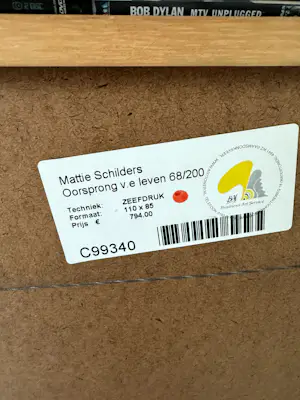 BOB DYLAN MTV UNPLUGGED
Mattie Schilders
Oorsprong v.e leven 68/200
Techniek: ZEEFDRUK
Formaat: 110 x 85
Prijs € 794.00
C99340